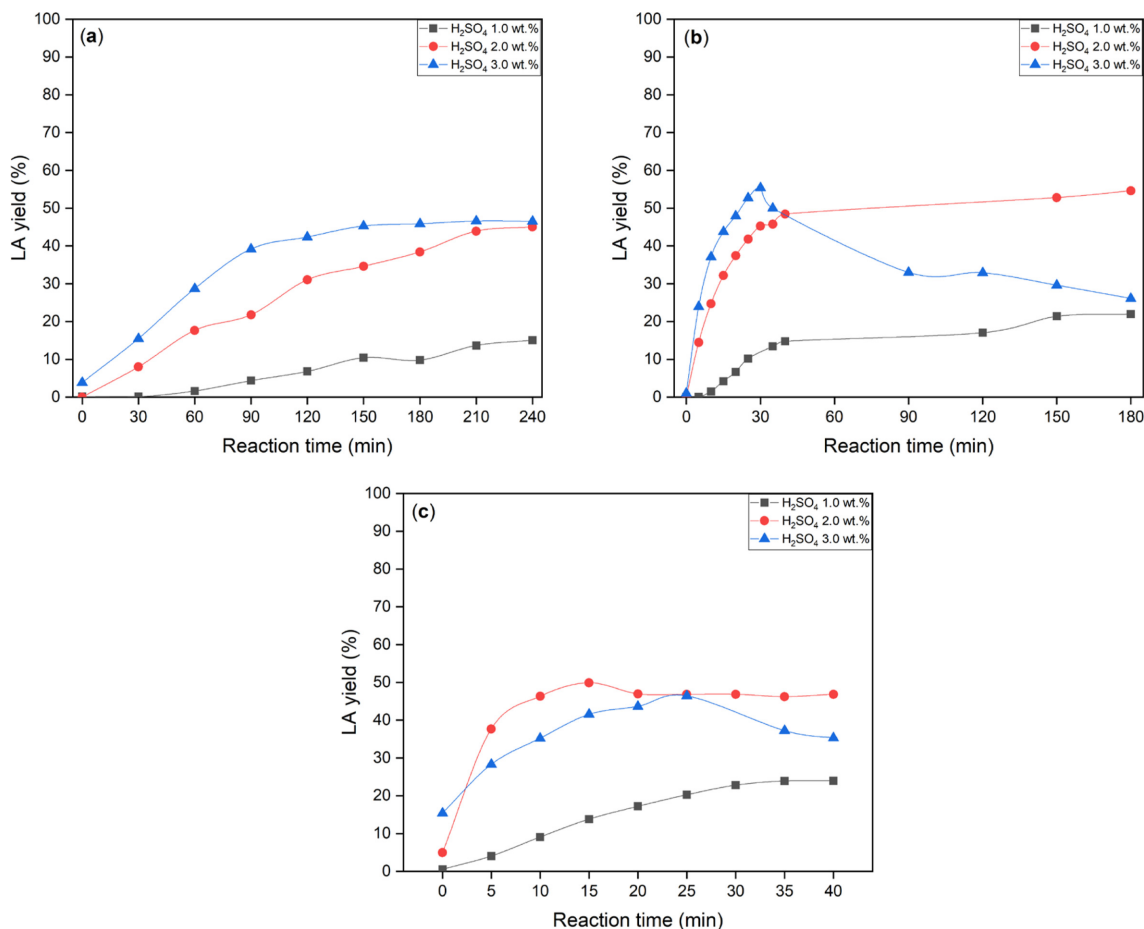 (a)
H₂SO₄ 1.0 wt.%
H₂SO₄ 2.0 wt.%
H₂SO₄ 3.0 wt.%
100
90
80
70
60
50
40
30
20
10
0
LA yield (%)
0 30 60 90 120 150 180 210 240
Reaction time (min)
(b)
H₂SO₄ 1.0 wt.%
H₂SO₄ 2.0 wt.%
H₂SO₄ 3.0 wt.%
100
90
80
70
60
50
40
30
20
10
0
LA yield (%)
0 30 60 90 120 150 180
Reaction time (min)
(c)
H₂SO₄ 1.0 wt.%
H₂SO₄ 2.0 wt.%
H₂SO₄ 3.0 wt.%
100
90
80
70
60
50
40
30
20
10
0
LA yield (%)
0 5 10 15 20 25 30 35 40
Reaction time (min)